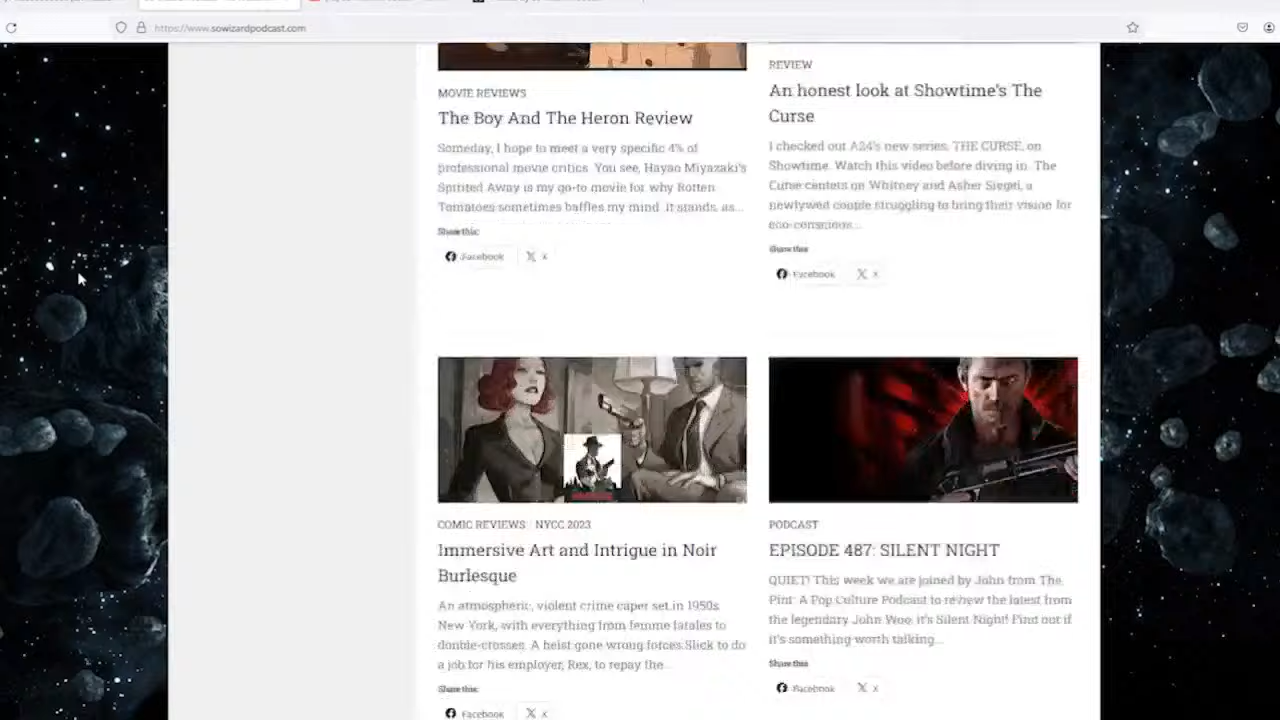 https://www.sowizardpodcast.com
MOVIE REVIEWS
The Boy And The Heron Review
Someday, I hope to meet a very specific 4% of
professional movie critics. You see, Hayao Miyazaki's
Spirited Away is my go-to movie for why Rotten
Tomatoes sometimes baffles my mind. It stands, as...
Share this:
Facebook
X
REVIEW
An honest look at Showtime's The
Curse
I checked out A24's new series, THE CURSE, on
Showtime. Watch this video before diving in. The
Curse centers on Whitney and Asher Siegel, a
newlywed couple struggling to bring their vision for
eco-conscious...
Share this:
Facebook
X
COMIC REVIEWS NYCC 2023
Immersive Art and Intrigue in Noir
Burlesque
An atmospheric, violent crime caper set in 1950s
New York, with everything from femme fatales to
double-crosses. A heist gone wrong forces Slick to do
a job for his employer, Rex, to repay the...
Share this:
Facebook
X
PODCAST
EPISODE 487: SILENT NIGHT
QUIET! This week we are joined by John from The
Pint: A Pop Culture Podcast to review the latest from
the legendary John Woo, it's Silent Night! Find out if
it's something worth talking...
Share this:
Facebook
X